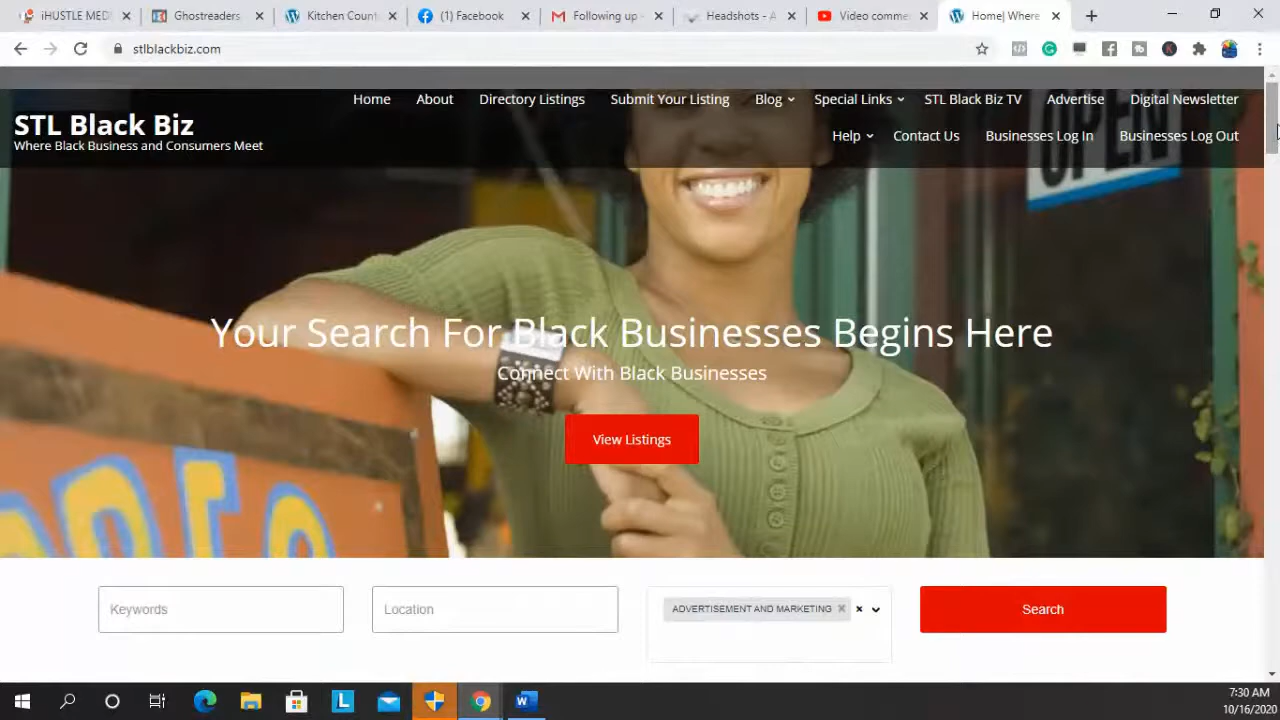 iHUSTLE MED
Ghostreaders
Kitchen Count
(1) Facebook
Following up -
Headshots - A
Video comme
Home| Where
stlblackbiz.com
Home About Directory Listings Submit Your Listing Blog Special Links STL Black Biz TV Advertise Digital Newsletter
STL Black Biz
Where Black Business and Consumers Meet
Help Contact Us Businesses Log In Businesses Log Out
OPEN
Your Search For Black Businesses Begins Here
Connect With Black Businesses
View Listings
Keywords
Location
ADVERTISEMENT AND MARKETING
Search
7:30 AM
10/16/2020